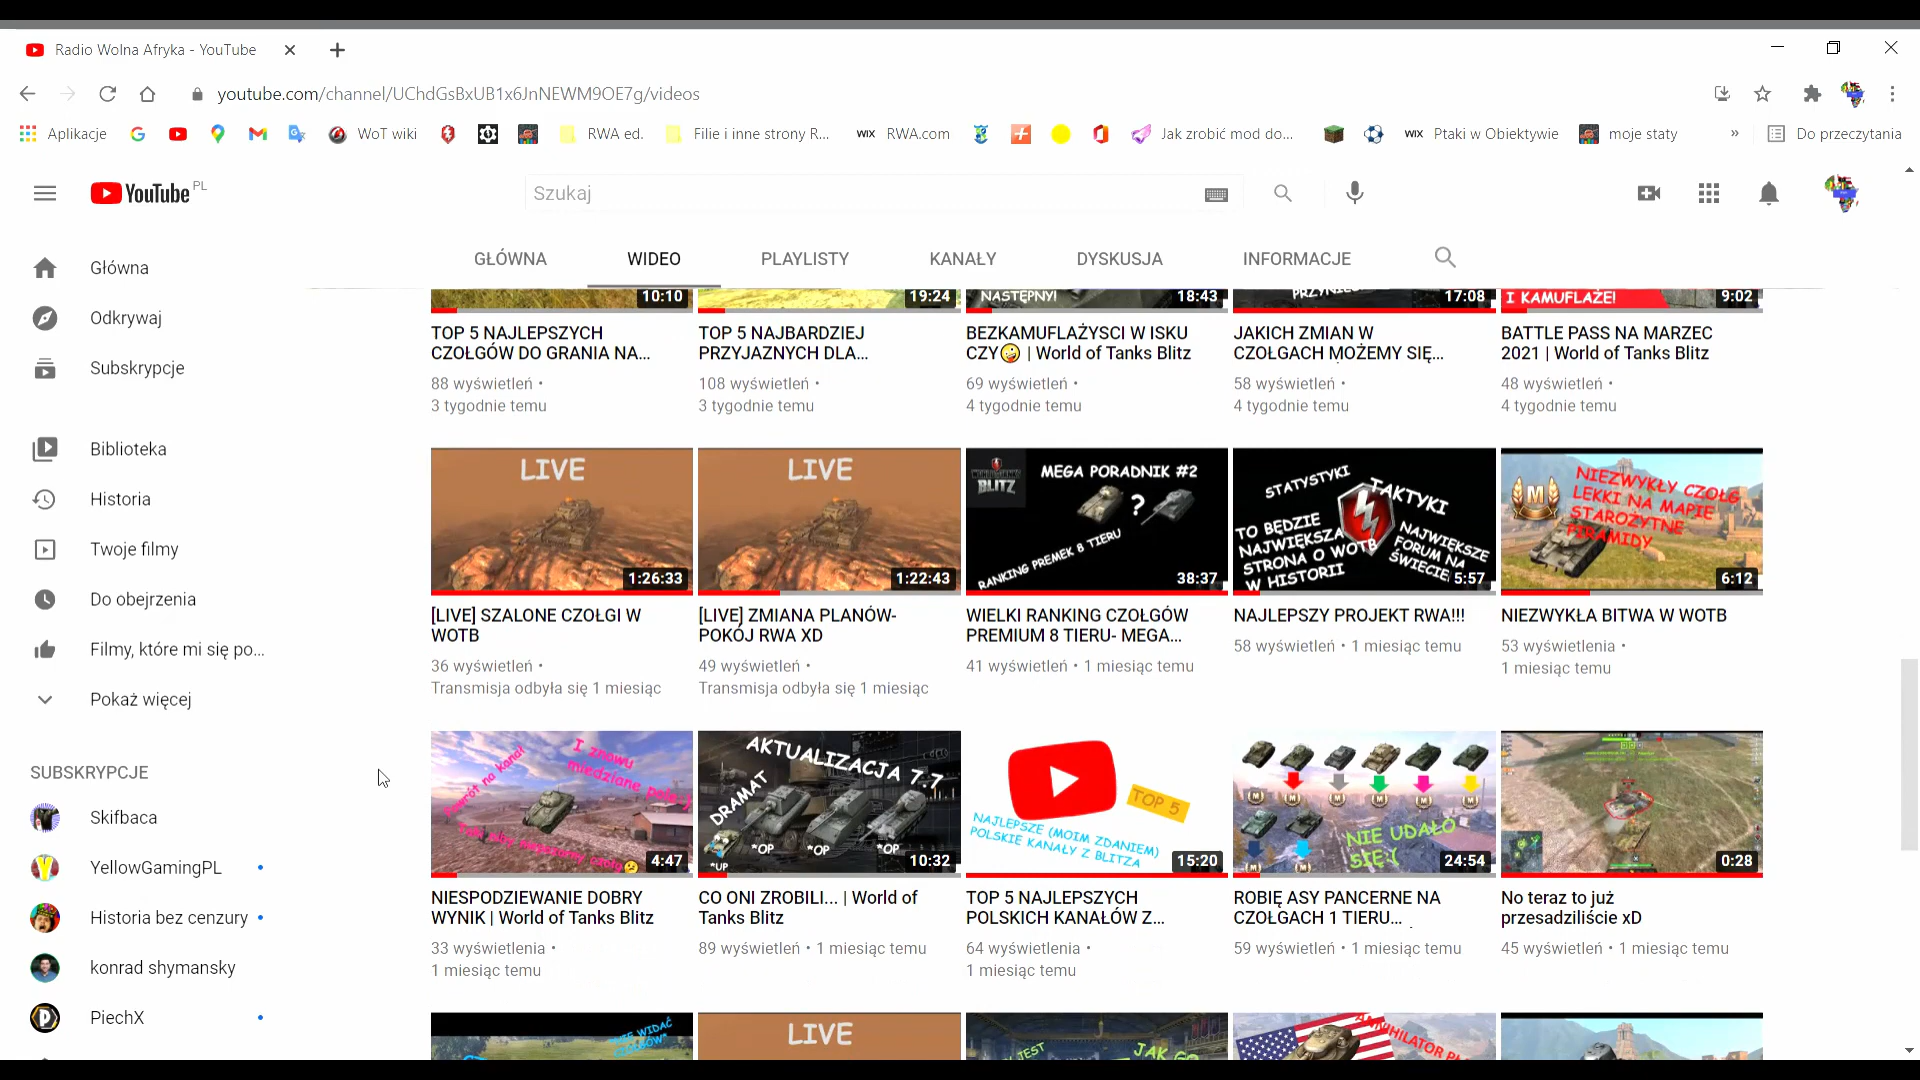 Radio Wolna Afryka - YouTube
youtube.com/channel/UChdGsBxUB1x6JnNEWM9OE7g/videos
Aplikacje
WoT wiki
RWA ed.
Filie i inne strony R...
WIX RWA.com
Jak zrobić mod do...
WIX Ptaki w Obiektywie
moje staty
»
Do przeczytania
YouTube PL
Szukaj
GŁÓWNA
WIDEO
PLAYLISTY
KANAŁY
DYSKUSJA
INFORMACJE
Główna
Odkrywaj
Subskrypcje
Biblioteka
Historia
Twoje filmy
Do obejrzenia
Filmy, które mi się po...
Pokaż więcej
SUBSKRYPCJE
Skifbaca
YellowGamingPL
Historia bez cenzury
konrad shymansky
PiechX
10:10
TOP 5 NAJLEPSZYCH
CZOŁGÓW DO GRANIA NA...
88 wyświetleń •
3 tygodnie temu
19:24
TOP 5 NAJBARDZIEJ
PRZYJAZNYCH DLA...
108 wyświetleń •
3 tygodnie temu
NASTĘPNY!
18:43
BEZKAMUFLAŻYSCI W ISKU
CZY🤪 | World of Tanks Blitz
69 wyświetleń •
4 tygodnie temu
17:08
JAKICH ZMIAN W
CZOŁGACH MOŻEMY SIĘ...
58 wyświetleń •
4 tygodnie temu
I KAMUFLAŻE!
9:02
BATTLE PASS NA MARZEC
2021 | World of Tanks Blitz
48 wyświetleń •
4 tygodnie temu
LIVE
1:26:33
[LIVE] SZALONE CZOŁGI W
WOTB
36 wyświetleń •
Transmisja odbyła się 1 miesiąc
LIVE
1:22:43
[LIVE] ZMIANA PLANÓW-
POKÓJ RWA XD
49 wyświetleń •
Transmisja odbyła się 1 miesiąc
BLITZ
MEGA PORADNIK #2
?
RANKING PREMEK 8 TIERU
38:37
WIELKI RANKING CZOŁGÓW
PREMIUM 8 TIERU- MEGA...
41 wyświetleń • 1 miesiąc temu
STATYSTYKI
TAKTYKI
TO BĘDZIE
NAJWIĘKSZA
STRONA O WOTB
W HISTORII
NAJWIĘKSZE
FORUM NA
ŚWIECIE
5:57
NAJLEPSZY PROJEKT RWA!!!
58 wyświetleń • 1 miesiąc temu
M
NIEZWYKŁY CZOŁG
LEKKI NA MAPIE
STAROŻYTNE
PIRAMIDY
6:12
NIEZWYKŁA BITWA W WOTB
53 wyświetlenia •
1 miesiąc temu
Powrót na kanał
I znowu
miedziane pola:)
4:47
NIESPODZIEWANIE DOBRY
WYNIK | World of Tanks Blitz
33 wyświetlenia •
1 miesiąc temu
AKTUALIZACJA 7.7
DRAMAT
*UP
*OP
*OP
*OP
10:32
CO ONI ZROBILI... | World of
Tanks Blitz
89 wyświetleń • 1 miesiąc temu
TOP 5
NAJLEPSZE (MOIM ZDANIEM)
POLSKIE KANAŁY Z BLITZA
15:20
TOP 5 NAJLEPSZYCH
POLSKICH KANAŁÓW Z...
64 wyświetlenia •
1 miesiąc temu
NIE UDAŁO
SIĘ:(
24:54
ROBIĘ ASY PANCERNE NA
CZOŁGACH 1 TIERU...
59 wyświetleń • 1 miesiąc temu
0:28
No teraz to już
przesadziliście xD
45 wyświetleń • 1 miesiąc temu
WIDAĆ
LIVE
JEST
JAK GO
ANNIHILATOR